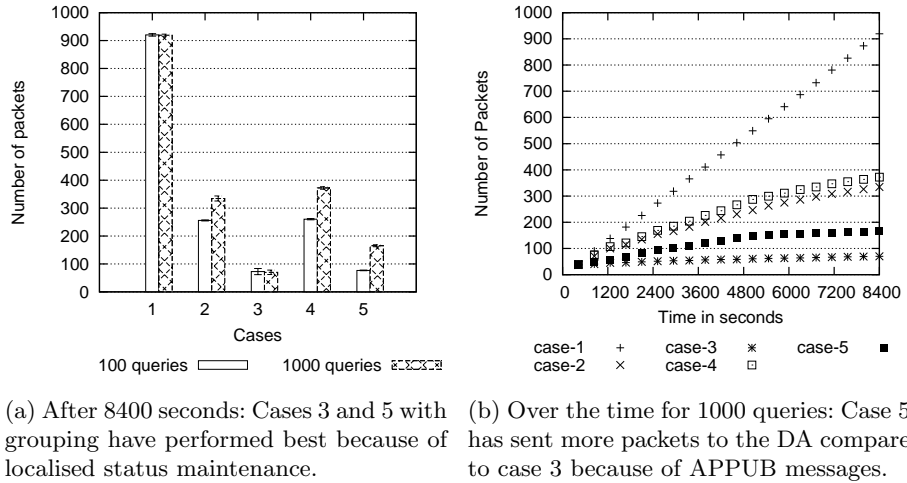 1000
900
800
700
600
500
400
300
200
100
0
Number of packets
1 2 3 4 5
Cases
100 queries 1000 queries
1000
900
800
700
600
500
400
300
200
100
0
Number of Packets
0 1200 2400 3600 4800 6000 7200 8400
Time in seconds
case-1 case-3 case-5
case-2 case-4
(a) After 8400 seconds: Cases 3 and 5 with
grouping have performed best because of
localised status maintenance.
(b) Over the time for 1000 queries: Case 5
has sent more packets to the DA compare
to case 3 because of APPUB messages.